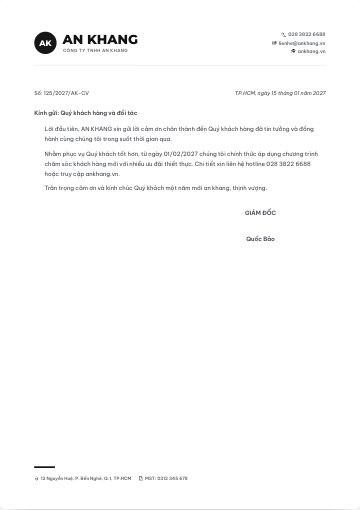 AK
AN KHANG
CÔNG TY TNHH AN KHANG
028 3822 6688
lienhe@ankhang.vn
ankhang.vn
Số: 125/2027/AK-CV
TP.HCM, ngày 15 tháng 01 năm 2027
Kính gửi: Quý khách hàng và đối tác
Lời đầu tiên, AN KHANG xin gửi lời cảm ơn chân thành đến Quý khách hàng đã tin tưởng và đồng
hành cùng chúng tôi trong suốt thời gian qua.
Nhằm phục vụ Quý khách tốt hơn, từ ngày 01/02/2027 chúng tôi chính thức áp dụng chương trình
chăm sóc khách hàng mới với nhiều ưu đãi thiết thực. Chi tiết xin liên hệ hotline 028 3822 6688
hoặc truy cập ankhang.vn.
Trân trọng cảm ơn và kính chúc Quý khách một năm mới an khang, thịnh vượng.
GIÁM ĐỐC
Quốc Bảo
12 Nguyễn Huệ, P. Bến Nghé, Q.1, TP.HCM
MST: 0312 345 678